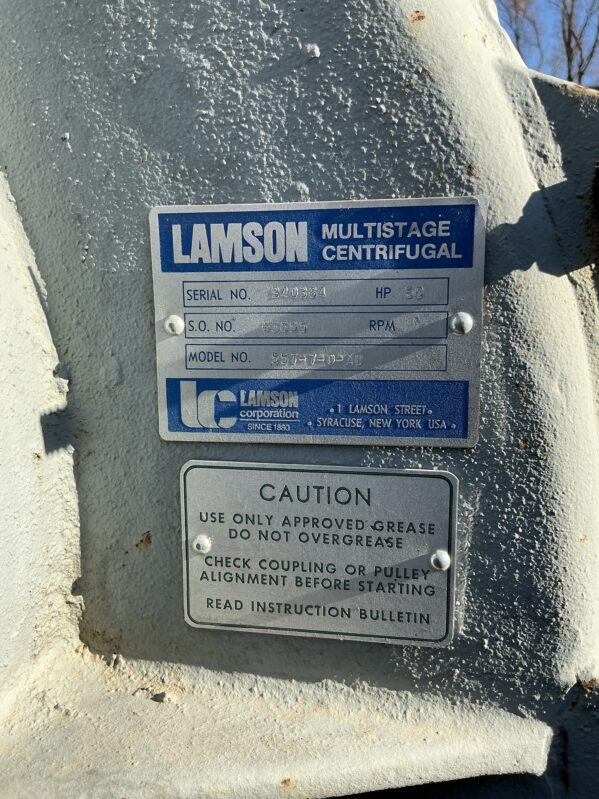 LAMSON MULTISTAGE CENTRIFUGAL
SERIAL NO. HP
S.O. NO. RPM
MODEL NO.
LC LAMSON
corporation
SINCE 1880
• 1 LAMSON STREET •
• SYRACUSE, NEW YORK USA •
CAUTION
USE ONLY APPROVED GREASE
DO NOT OVERGREASE
CHECK COUPLING OR PULLEY
ALIGNMENT BEFORE STARTING
READ INSTRUCTION BULLETIN